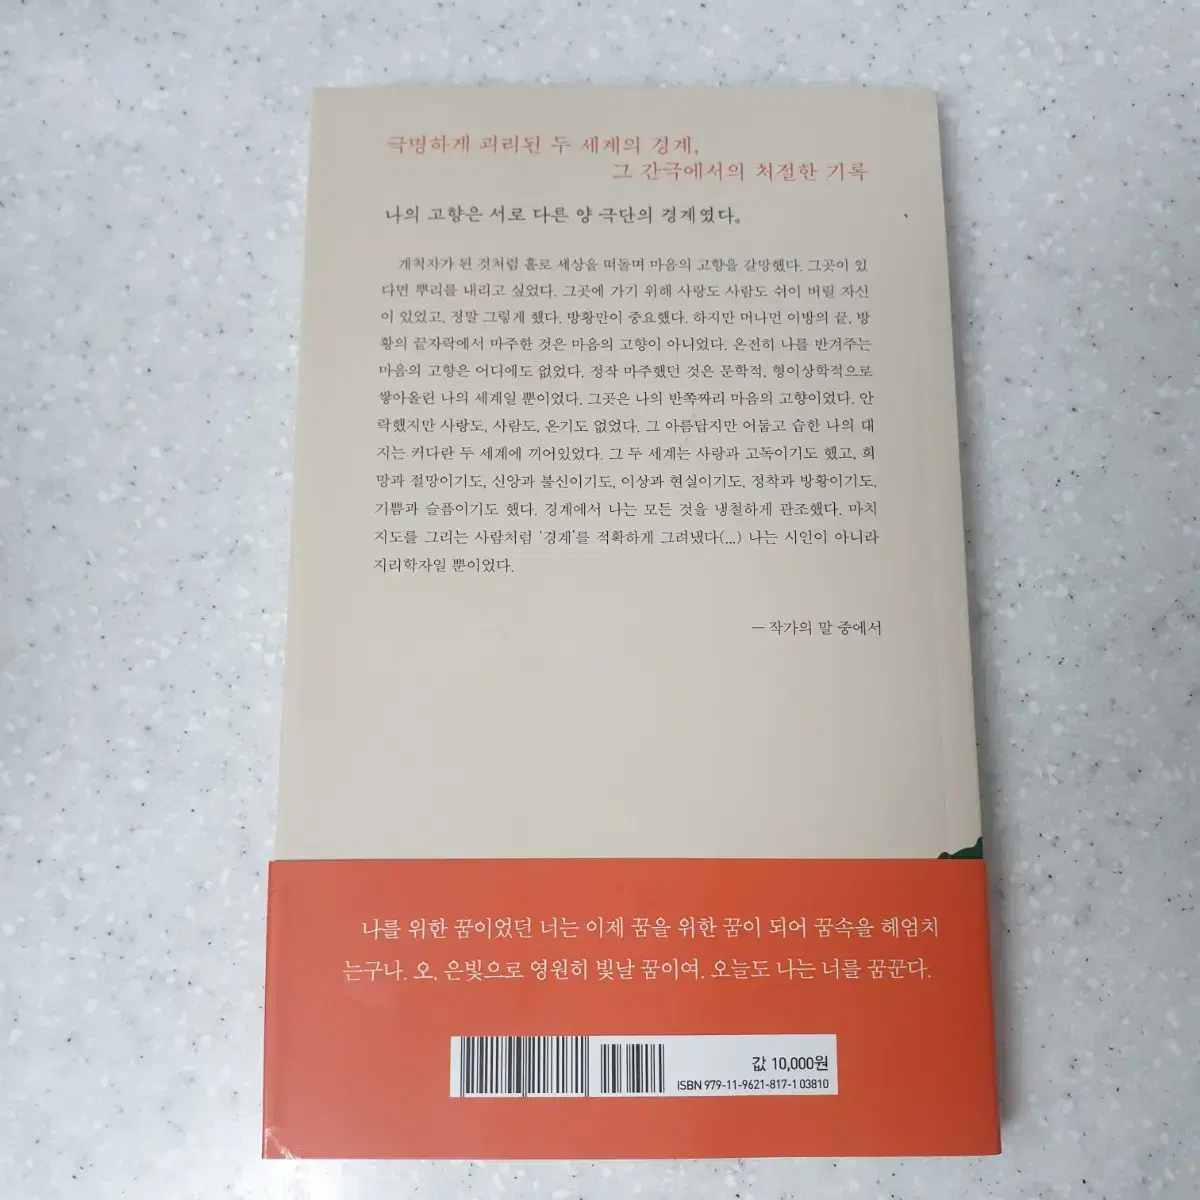 극명하게 괴리된 두 세계의 경계,
그 간극에서의 처절한 기록
나의 고향은 서로 다른 양 극단의 경계였다.
개척자가 된 것처럼 홀로 세상을 떠돌며 마음의 고향을 갈망했다. 그곳이 있
다면 뿌리를 내리고 싶었다. 그곳에 가기 위해 사랑도 사람도 쉬이 버릴 자신
이 있었고, 정말 그렇게 했다. 방황만이 중요했다. 하지만 머나먼 이방의 끝, 방
황의 끝자락에서 마주한 것은 마음의 고향이 아니었다. 온전히 나를 반겨주는
마음의 고향은 어디에도 없었다. 정작 마주했던 것은 문학적, 형이상학적으로
쌓아올린 나의 세계일 뿐이었다. 그곳은 나의 반쪽짜리 마음의 고향이었다. 안
락했지만 사랑도, 사람도, 온기도 없었다. 그 아름답지만 어둡고 습한 나의 대
지는 커다란 두 세계에 끼어있었다. 그 두 세계는 사랑과 고독이기도 했고, 희
망과 절망이기도, 신앙과 불신이기도, 이상과 현실이기도, 정착과 방황이기도,
기쁨과 슬픔이기도 했다. 경계에서 나는 모든 것을 냉철하게 관조했다. 마치
지도를 그리는 사람처럼 '경계'를 적확하게 그려냈다(...) 나는 시인이 아니라
지리학자일 뿐이었다.
— 작가의 말 중에서
나를 위한 꿈이었던 너는 이제 꿈을 위한 꿈이 되어 꿈속을 헤엄치
는구나. 오, 은빛으로 영원히 빛날 꿈이여. 오늘도 나는 너를 꿈꾼다.
값 10,000원
ISBN 979-11-9621-817-1 03810